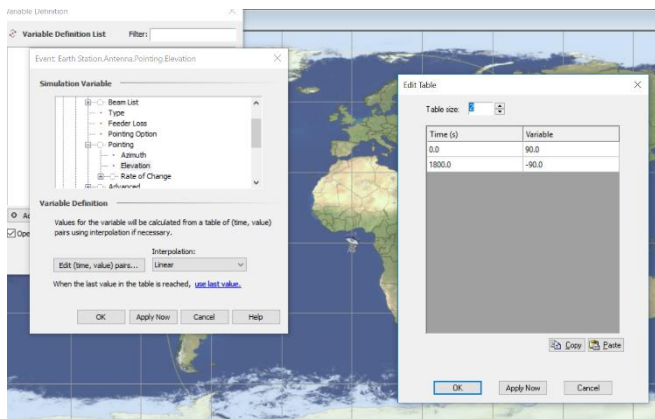 Variable Definition
Variable Definition List
Filter:
Event: Earth Station.Antenna.Pointing.Elevation
Simulation Variable
Beam List
Type
Feeder Loss
Pointing Option
Pointing
Azimuth
Elevation
Rate of Change
Advanced
Variable Definition
Values for the variable will be calculated from a table of (time, value)
pairs using interpolation if necessary.
Interpolation:
Edit (time, value) pairs...
Linear
When the last value in the table is reached, use last value.
OK
Apply Now
Cancel
Help
Edit Table
Table size: 2
Time (s)
Variable
0.0
90.0
1800.0
-90.0
Copy
Paste
OK
Apply Now
Cancel